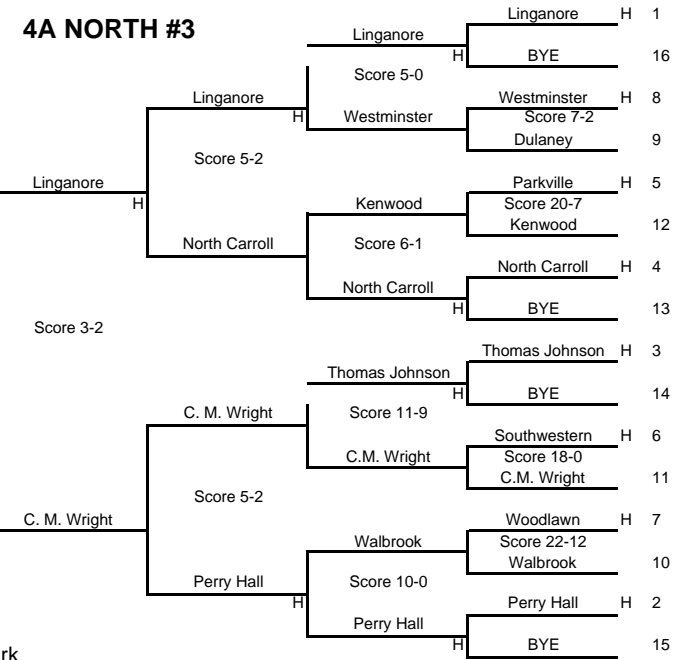 Linganore H 1
4A NORTH #3
Linganore
H BYE 16
Score 5-0
Linganore Westminster H 8
H Westminster Score 7-2
Dulaney 9
Score 5-2
Linganore Parkville H 5
H Kenwood Score 20-7
Kenwood 12
North Carroll Score 6-1
North Carroll H 4
North Carroll
H BYE 13
Score 3-2
Thomas Johnson H 3
Thomas Johnson
H BYE 14
C. M. Wright Score 11-9
Southwestern H 6
C.M. Wright Score 18-0
C.M. Wright 11
Score 5-2
C. M. Wright Woodlawn H 7
Walbrook Score 22-12
Walbrook 10
Perry Hall Score 10-0
H Perry Hall H 2
Perry Hall
H BYE 15
rk